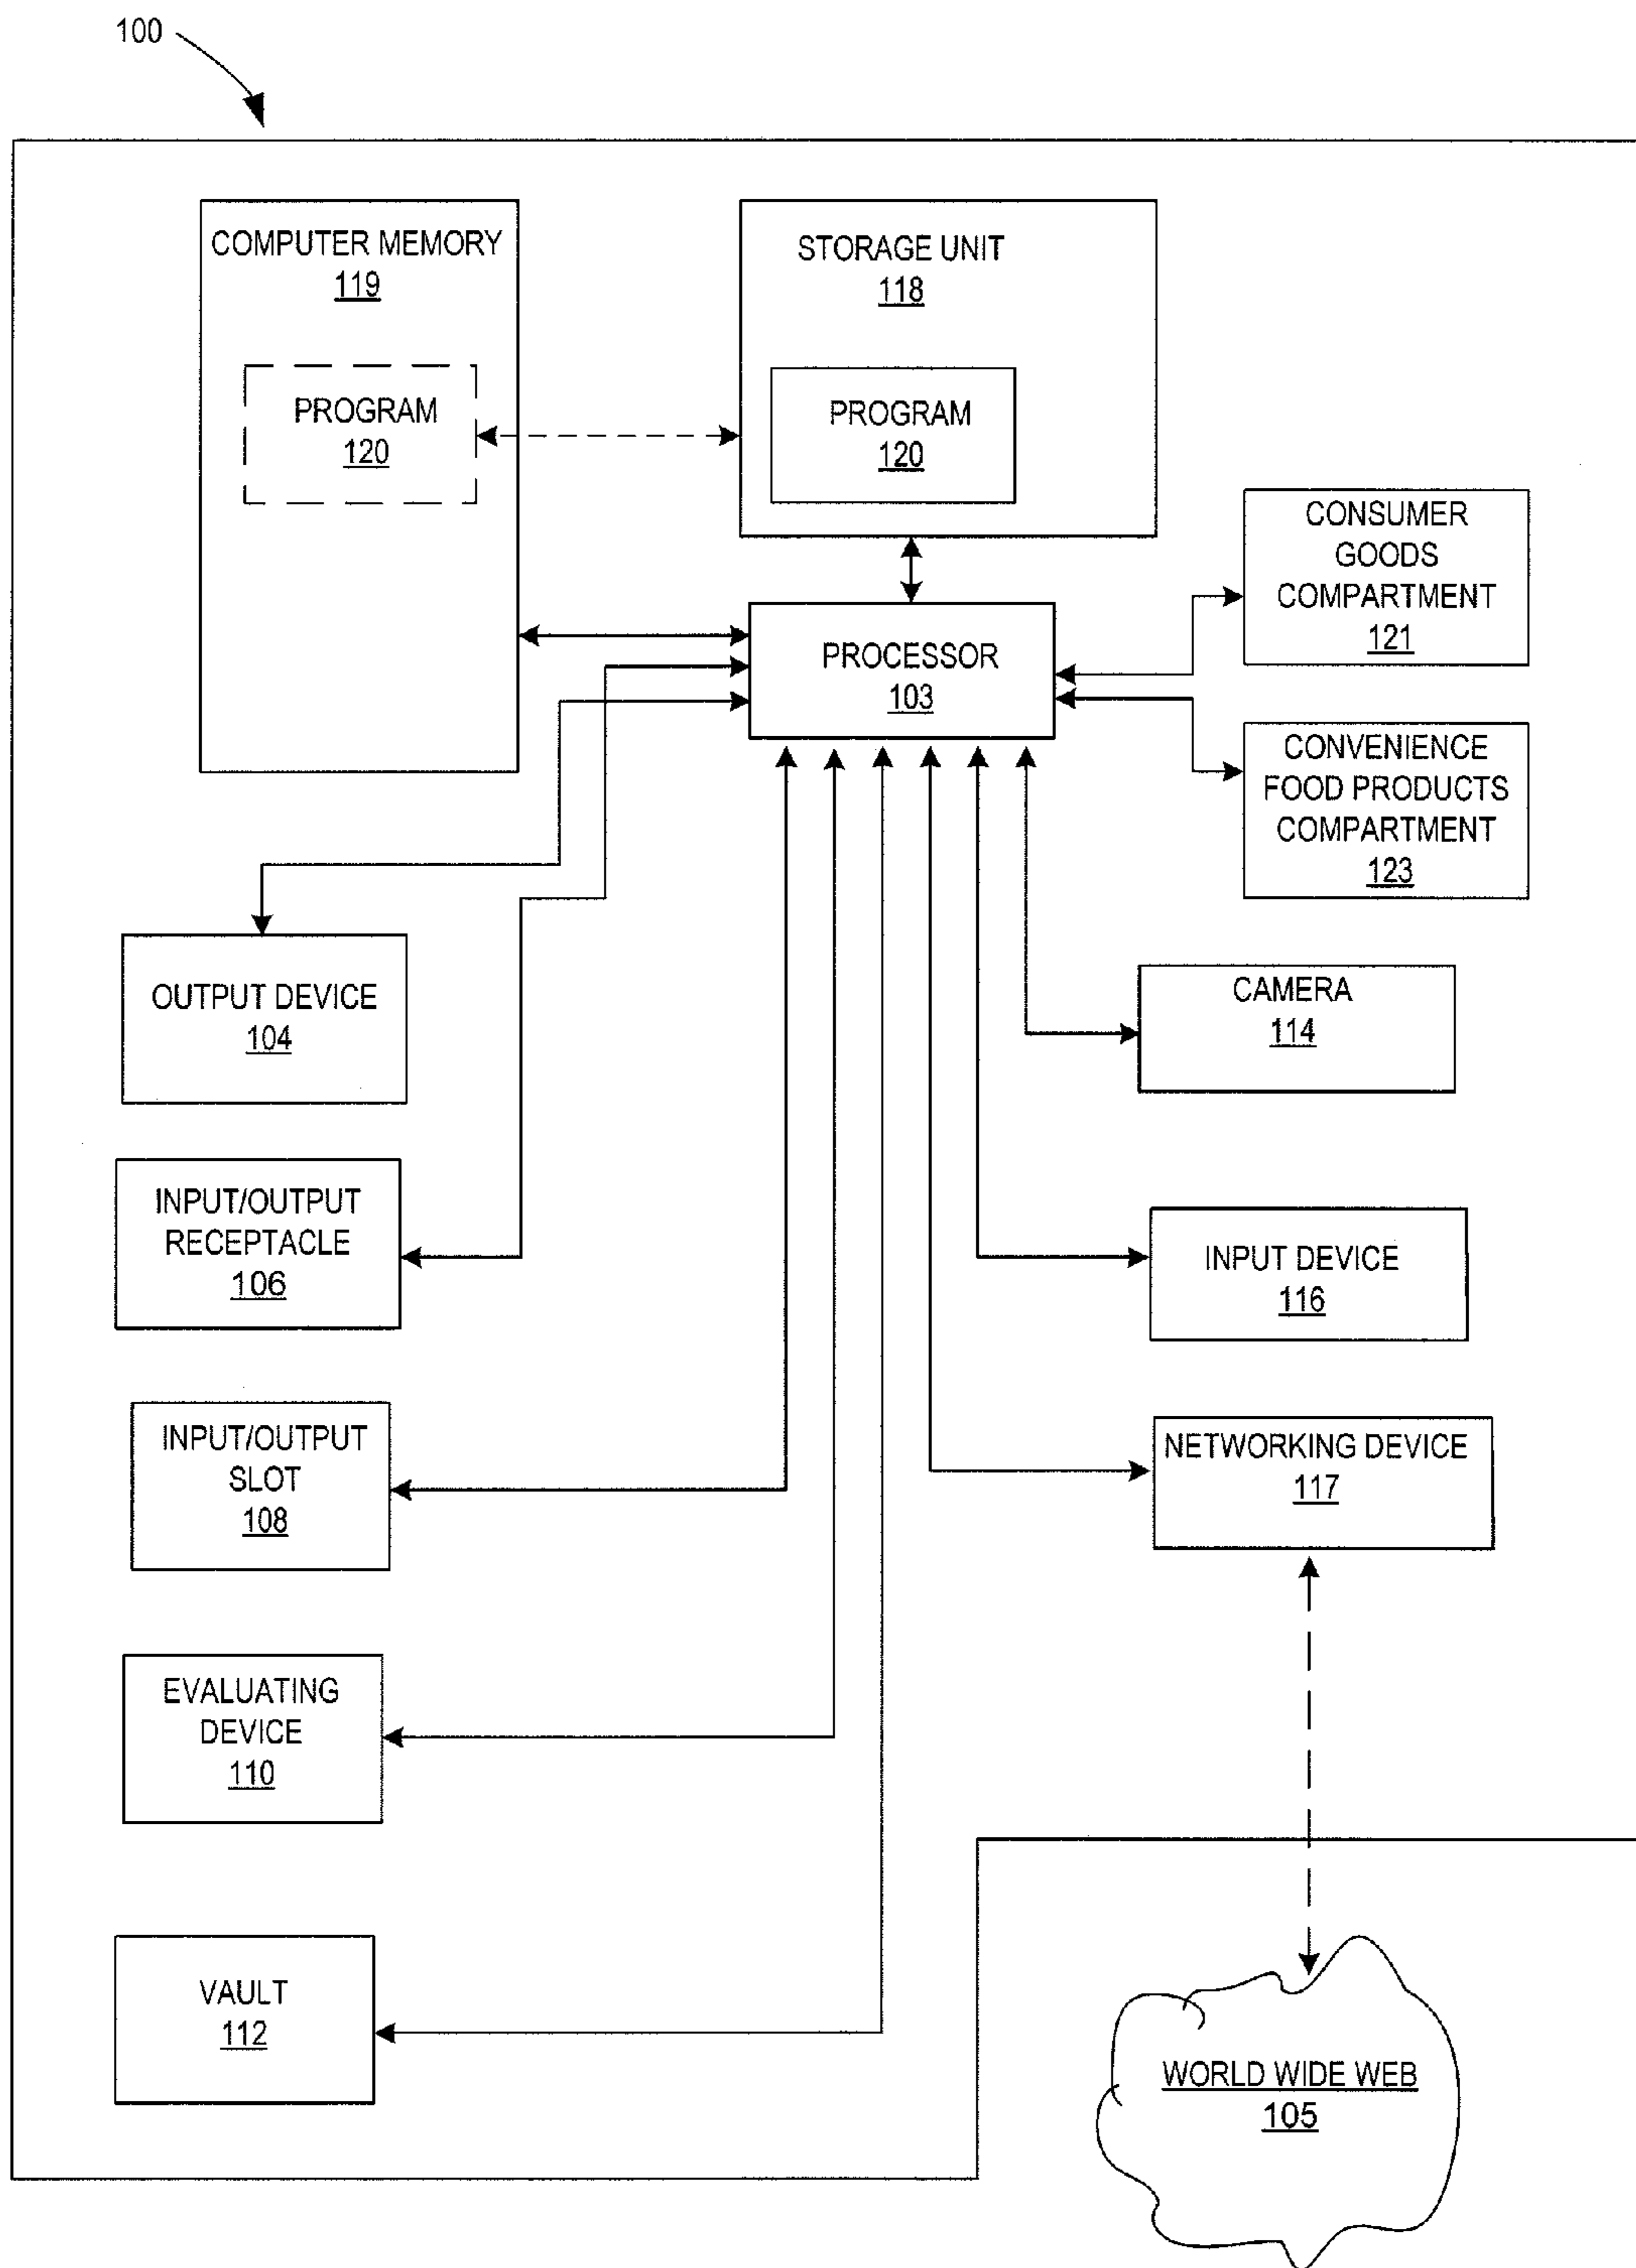 100
COMPUTER MEMORY
119
PROGRAM
120
STORAGE UNIT
118
PROGRAM
120
CONSUMER
GOODS
COMPARTMENT
121
PROCESSOR
103
CONVENIENCE
FOOD PRODUCTS
COMPARTMENT
123
OUTPUT DEVICE
104
CAMERA
114
INPUT/OUTPUT
RECEPTACLE
106
INPUT DEVICE
116
INPUT/OUTPUT
SLOT
108
NETWORKING DEVICE
117
EVALUATING
DEVICE
110
VAULT
112
WORLD WIDE WEB
105